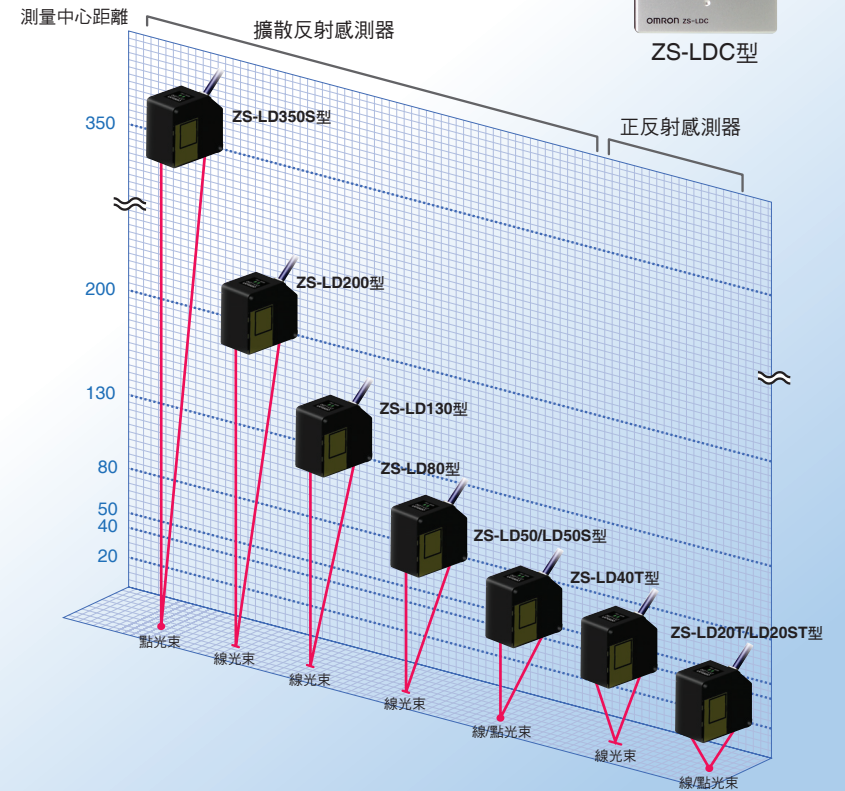 測量中心距離
擴散反射感測器
OMRON ZS-LDC
ZS-LDC型
正反射感測器
350
ZS-LD350S型
200
ZS-LD200型
130
ZS-LD130型
80
ZS-LD80型
50
40
ZS-LD50/LD50S型
20
ZS-LD40T型
ZS-LD20T/LD20ST型
點光束
線光束
線光束
線光束
線/點光束
線光束
線/點光束